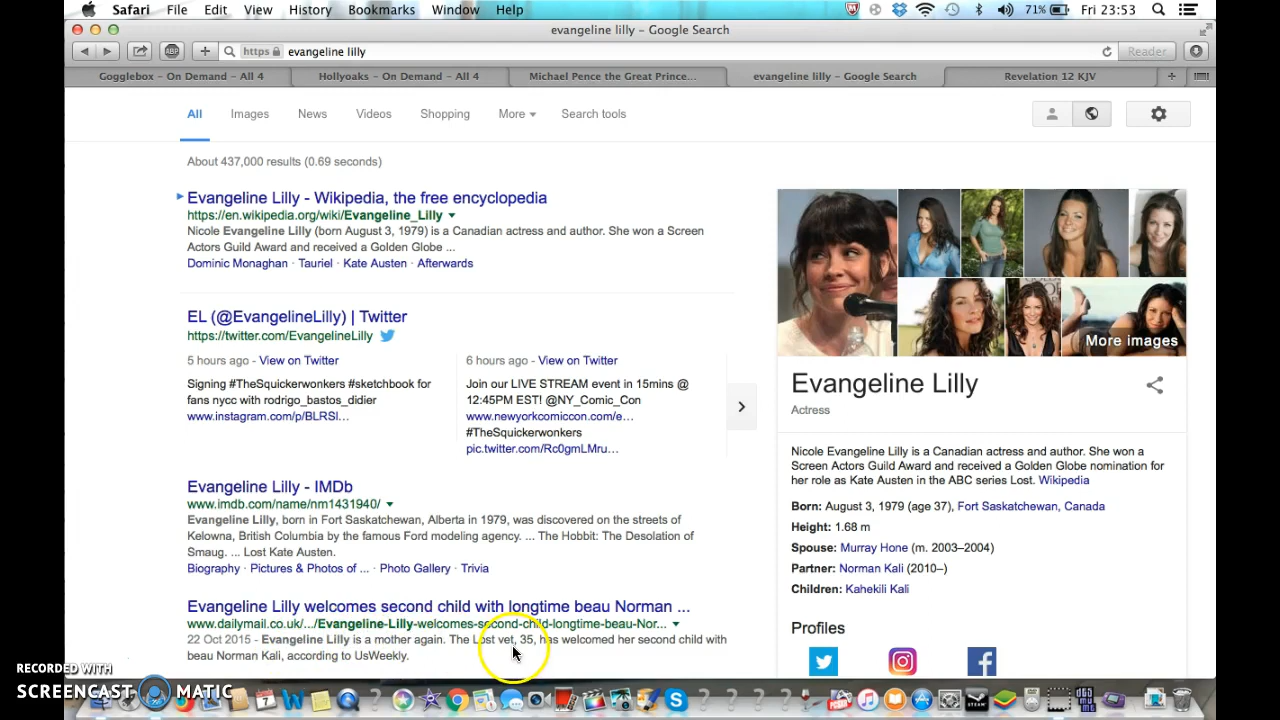 Safari File Edit View History Bookmarks Window Help 71% Fri 23:53
evangeline lilly – Google Search
ABP + https evangeline lilly Reader
Gogglebox – On Demand – All 4 Hollyoaks – On Demand – All 4 Michael Pence the Great Prince... evangeline lilly – Google Search Revelation 12 KJV +
All Images News Videos Shopping More Search tools
About 437,000 results (0.69 seconds)
Evangeline Lilly - Wikipedia, the free encyclopedia
https://en.wikipedia.org/wiki/Evangeline_Lilly
Nicole Evangeline Lilly (born August 3, 1979) is a Canadian actress and author. She won a Screen
Actors Guild Award and received a Golden Globe ...
Dominic Monaghan · Tauriel · Kate Austen · Afterwards
EL (@EvangelineLilly) | Twitter
https://twitter.com/EvangelineLilly
5 hours ago - View on Twitter
Signing #TheSquickerwonkers #sketchbook for
fans nycc with rodrigo_bastos_didier
www.instagram.com/p/BLRSl...
6 hours ago - View on Twitter
Join our LIVE STREAM event in 15mins @
12:45PM EST! @NY_Comic_Con
www.newyorkcomiccon.com/e...
#TheSquickerwonkers
pic.twitter.com/Rc0gmLMru...
Evangeline Lilly - IMDb
www.imdb.com/name/nm1431940/
Evangeline Lilly, born in Fort Saskatchewan, Alberta in 1979, was discovered on the streets of
Kelowna, British Columbia by the famous Ford modeling agency. ... The Hobbit: The Desolation of
Smaug. ... Lost Kate Austen.
Biography · Pictures & Photos of ... · Photo Gallery · Trivia
Evangeline Lilly welcomes second child with longtime beau Norman ...
www.dailymail.co.uk/.../Evangeline-Lilly-welcomes-second-child-longtime-beau-Nor...
22 Oct 2015 - Evangeline Lilly is a mother again. The Lost vet, 35, has welcomed her second child with
beau Norman Kali, according to UsWeekly.
More images
Evangeline Lilly
Actress
Nicole Evangeline Lilly is a Canadian actress and author. She won a
Screen Actors Guild Award and received a Golden Globe nomination for
her role as Kate Austen in the ABC series Lost. Wikipedia
Born: August 3, 1979 (age 37), Fort Saskatchewan, Canada
Height: 1.68 m
Spouse: Murray Hone (m. 2003–2004)
Partner: Norman Kali (2010–)
Children: Kahekili Kali
Profiles
RECORDED WITH
SCREENCAST MATIC